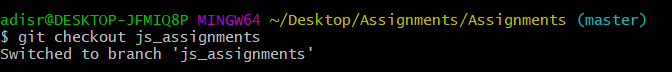 adisr@DESKTOP-JFMIQ8P MINGW64 ~/Desktop/Assignments/Assignments (master)
$ git checkout js_assignments
Switched to branch 'js_assignments'